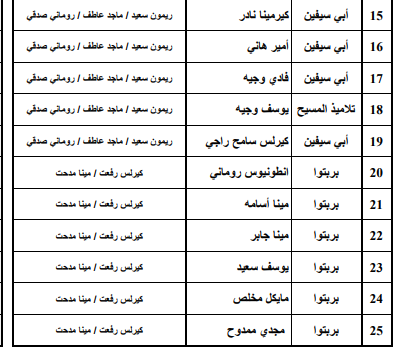 15 أبي سيفين كيرمينا نادر ريمون سعيد / ماجد عاطف / روماني صدقي
16 أبي سيفين أمير هاني ريمون سعيد / ماجد عاطف / روماني صدقي
17 أبي سيفين فادي وجيه ريمون سعيد / ماجد عاطف / روماني صدقي
18 تلاميذ المسيح يوسف وجيه ريمون سعيد / ماجد عاطف / روماني صدقي
19 أبي سيفين كيرلس سامح راجي ريمون سعيد / ماجد عاطف / روماني صدقي
20 بربتوا انطونيوس روماني كيرلس رفعت / مينا مدحت
21 بربتوا مينا أسامه كيرلس رفعت / مينا مدحت
22 بربتوا مينا جابر كيرلس رفعت / مينا مدحت
23 بربتوا يوسف سعيد كيرلس رفعت / مينا مدحت
24 بربتوا مايكل مخلص كيرلس رفعت / مينا مدحت
25 بربتوا مجدي ممدوح كيرلس رفعت / مينا مدحت